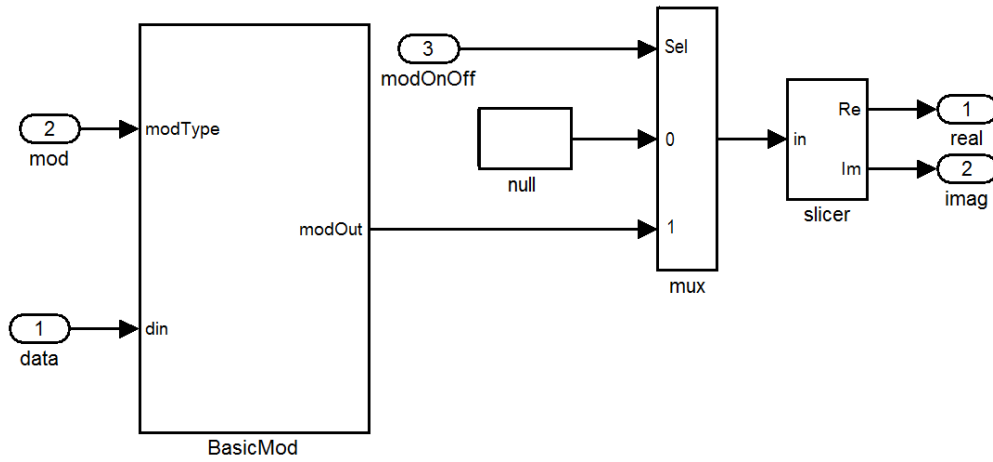 3
modOnOff
Sel
2
mod
modType
null
0
in
slicer
Re
1
real
Im
2
imag
modOut
1
mux
1
data
din
BasicMod